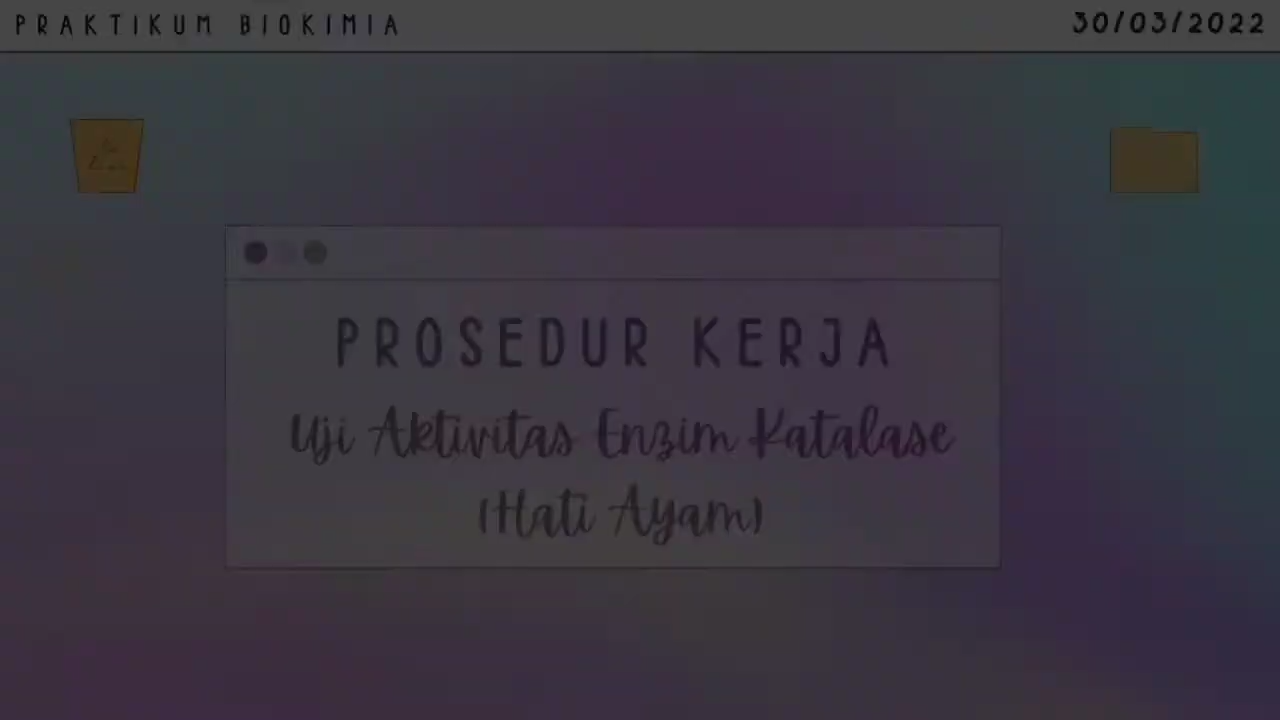 PRAKTIKUM BIOKIMIA
30/03/2022
PROSEDUR KERJA
Uji Aktivitas Enzim Katalase
(Hati Ayam)